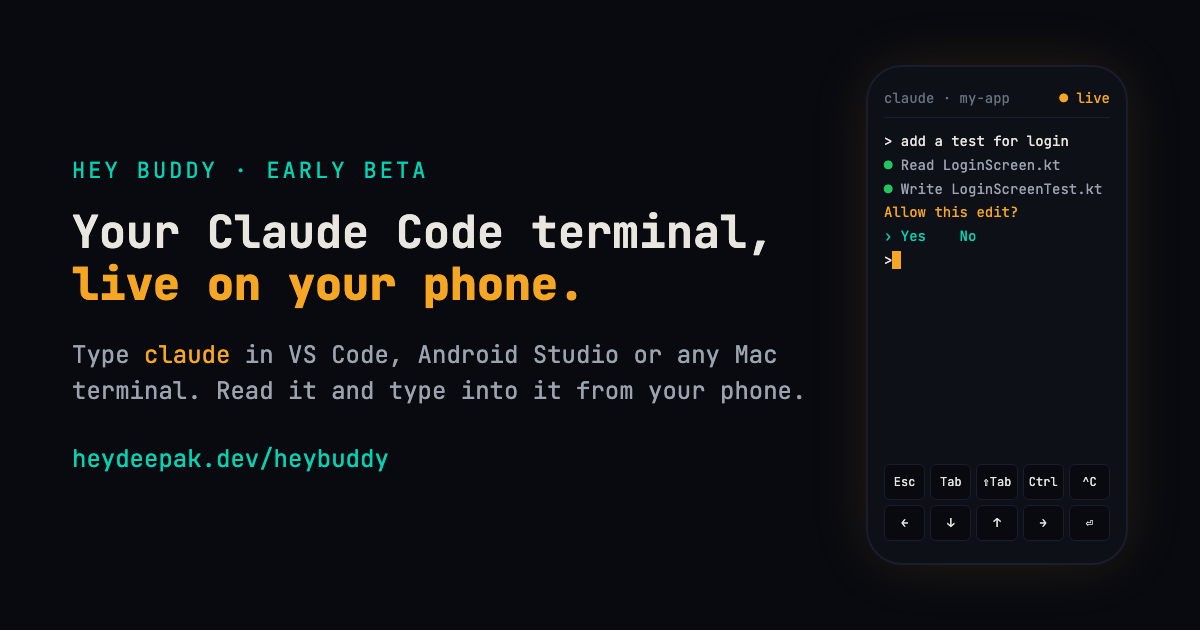 HEY BUDDY · EARLY BETA
Your Claude Code terminal,
live on your phone.
Type claude in VS Code, Android Studio or any Mac
terminal. Read it and type into it from your phone.
heydeepak.dev/heybuddy
claude · my-app ● live
> add a test for login
● Read LoginScreen.kt
● Write LoginScreenTest.kt
Allow this edit?
› Yes No
>
Esc Tab ⇧Tab Ctrl ^C
← ↓ ↑ → ⏎